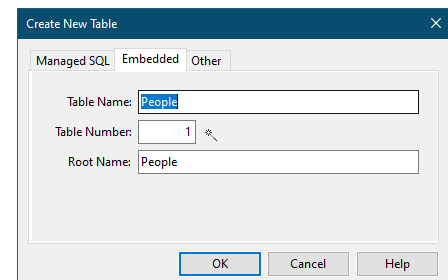 Create New Table
Managed SQL Embedded Other
Table Name: People
Table Number: 1
Root Name: People
OK Cancel Help